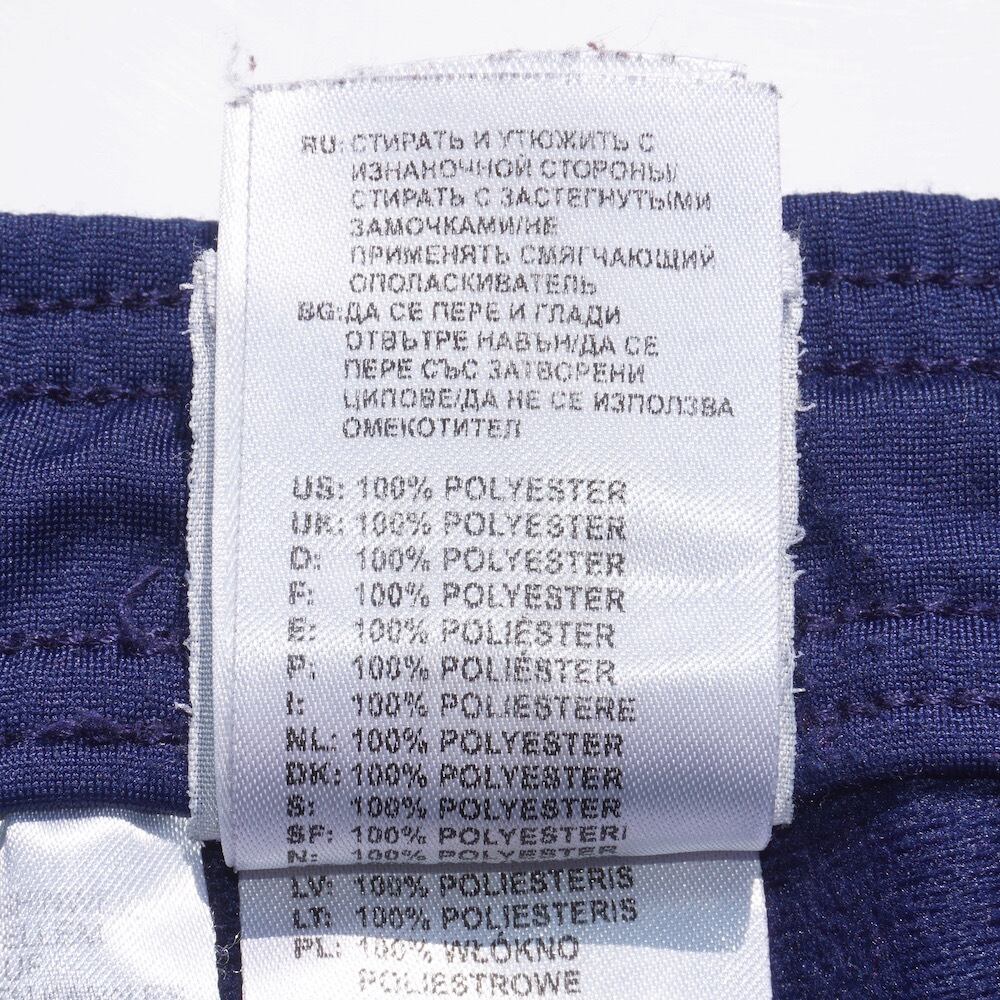 RU: СТИРАТЬ И УТЮЖИТЬ С
ИЗНАНОЧНОЙ СТОРОНЫ/
СТИРАТЬ С ЗАСТЕГНУТЫМИ
ЗАМОЧКАМИ/НЕ
ПРИМЕНЯТЬ СМЯГЧАЮЩИЙ
ОПОЛАСКИВАТЕЛЬ
BG: ДА СЕ ПЕРЕ И ГЛАДИ
ОТВЪТРЕ НАВЪН/ДА СЕ
ПЕРЕ СЪС ЗАТВОРЕНИ
ЦИПОВЕ/ДА НЕ СЕ ИЗПОЛЗВА
ОМЕКОТИТЕЛ
US: 100% POLYESTER
UK: 100% POLYESTER
D: 100% POLYESTER
F: 100% POLYESTER
E: 100% POLIÉSTER
P: 100% POLIÉSTER
I: 100% POLIESTERE
NL: 100% POLYESTER
DK: 100% POLYESTER
S: 100% POLYESTER
SF: 100% POLYESTERI
N: 100% POLYESTER
LV: 100% POLIESTERIS
LT: 100% POLIESTERIS
PL: 100% WŁÓKNO
POLIESTROWE